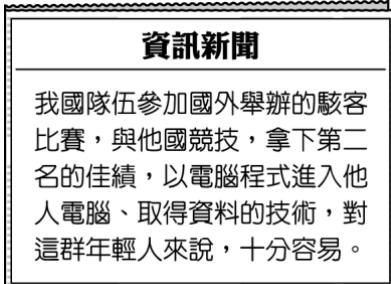 資訊新聞
我國隊伍參加國外舉辦的駭客
比賽，與他國競技，拿下第二
名的佳績，以電腦程式進入他
人電腦、取得資料的技術，對
這群年輕人來說，十分容易。